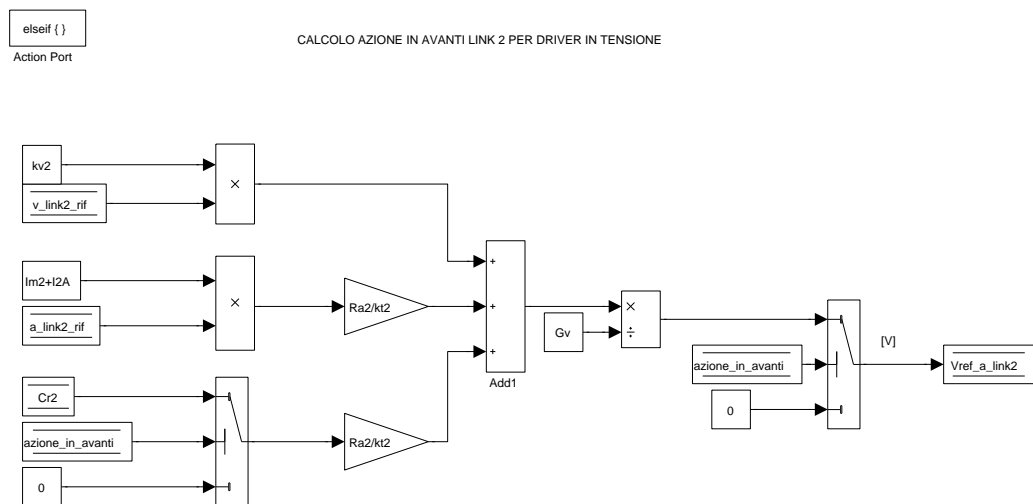 elseif { }
Action Port
CALCOLO AZIONE IN AVANTI LINK 2 PER DRIVER IN TENSIONE
kv2
×
v_link2_rif
Im2+I2A
×
a_link2_rif
Ra2/kt2
Cr2
azione_in_avanti
0
Ra2/kt2
+
+
+
Add1
Gv
×
÷
azione_in_avanti
0
[V]
Vref_a_link2